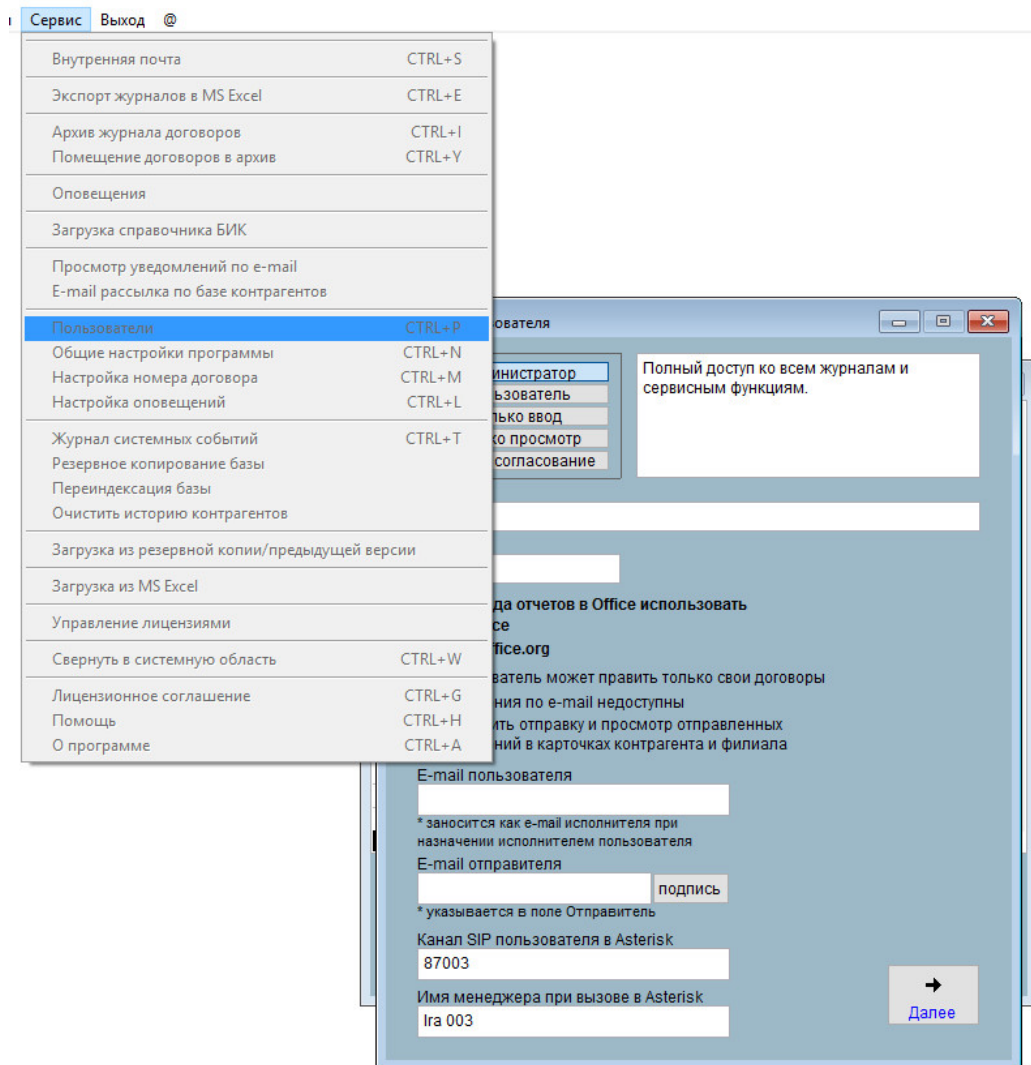 Сервис Выход @
Внутренняя почта CTRL+S
Экспорт журналов в MS Excel CTRL+E
Архив журнала договоров CTRL+I
Помещение договоров в архив CTRL+Y
Оповещения
Загрузка справочника БИК
Просмотр уведомлений по e-mail
E-mail рассылка по базе контрагентов
Пользователи CTRL+P
Общие настройки программы CTRL+N
Настройка номера договора CTRL+M
Настройка оповещений CTRL+L
Журнал системных событий CTRL+T
Резервное копирование базы
Переиндексация базы
Очистить историю контрагентов
Загрузка из резервной копии/предыдущей версии
Загрузка из MS Excel
Управление лицензиями
Свернуть в системную область CTRL+W
Лицензионное соглашение CTRL+G
Помощь CTRL+H
О программе CTRL+A
ователя
инистратор
ьзователь
лько ввод
ко просмотр
согласование
Полный доступ ко всем журналам и
сервисным функциям.
да отчетов в Office использовать
ce
ffice.org
ватель может править только свои договоры
ния по e-mail недоступны
ить отправку и просмотр отправленных
ний в карточках контрагента и филиала
E-mail пользователя
* заносится как e-mail исполнителя при
назначении исполнителем пользователя
E-mail отправителя
подпись
* указывается в поле Отправитель
Канал SIP пользователя в Asterisk
87003
Имя менеджера при вызове в Asterisk
Ira 003
Далее